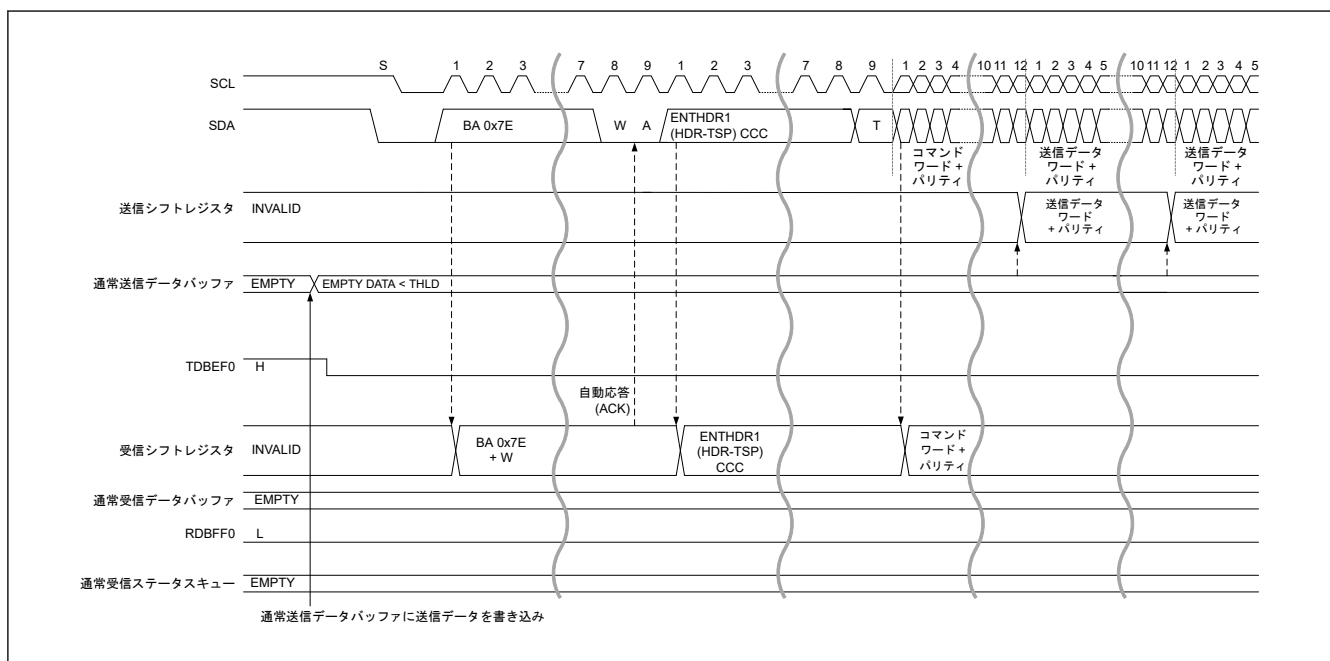 S 1 2 3 7 8 9 1 2 3 7 8 9 1 2 3 4 10 11 12 1 2 3 4 5 10 11 12 1 2 3 4 5
SCL
SDA BA 0x7E W A ENTHDR1
(HDR-TSP) CCC T
コマンド
ワード +
パリティ
送信データ
ワード +
パリティ
送信データ
ワード +
パリティ
送信シフトレジスタ INVALID
送信データ
ワード
+ パリティ
送信データ
ワード
+ パリティ
通常送信データバッファ EMPTY EMPTY DATA < THLD
TDBEF0 H
自動応答
(ACK)
受信シフトレジスタ INVALID
BA 0x7E
+ W
ENTHDR1
(HDR-TSP)
CCC
コマンド
ワード +
パリティ
通常受信データバッファ EMPTY
RDBFF0 L
通常受信ステータスキュー EMPTY
通常送信データバッファに送信データを書き込み